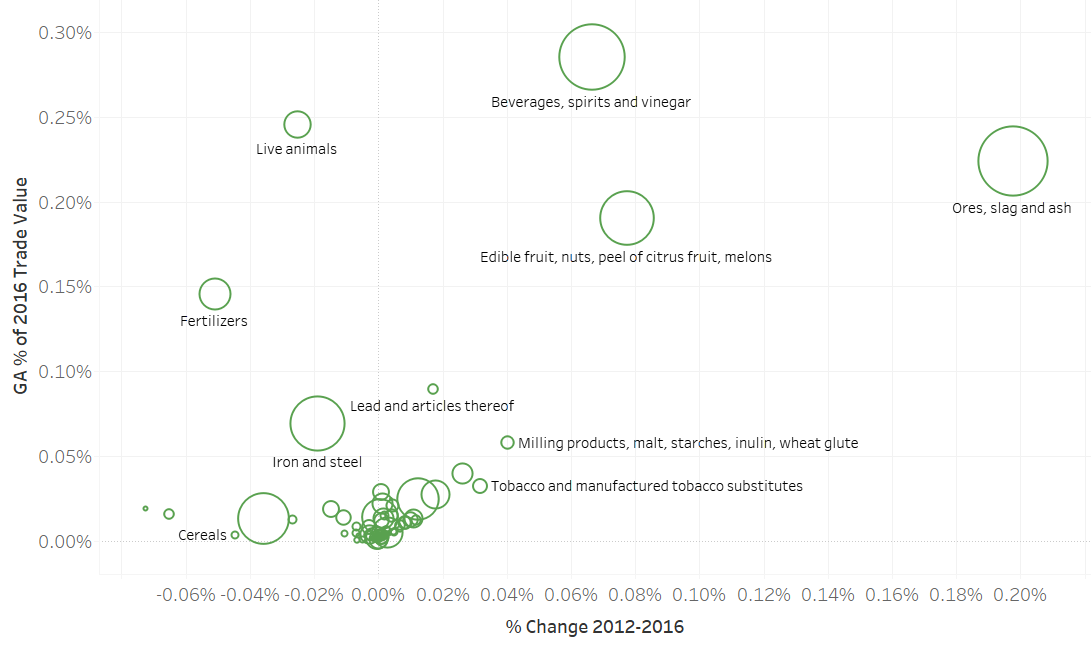 0.30%
Beverages, spirits and vinegar
0.25%
Live animals
0.20%
Ores, slag and ash
Edible fruit, nuts, peel of citrus fruit, melons
0.15%
Fertilizers
GA % of 2016 Trade Value
0.10%
Lead and articles thereof
Milling products, malt, starches, inulin, wheat glute
0.05%
Iron and steel
Tobacco and manufactured tobacco substitutes
Cereals
0.00%
-0.06% -0.04% -0.02% 0.00% 0.02% 0.04% 0.06% 0.08% 0.10% 0.12% 0.14% 0.16% 0.18% 0.20%
% Change 2012-2016